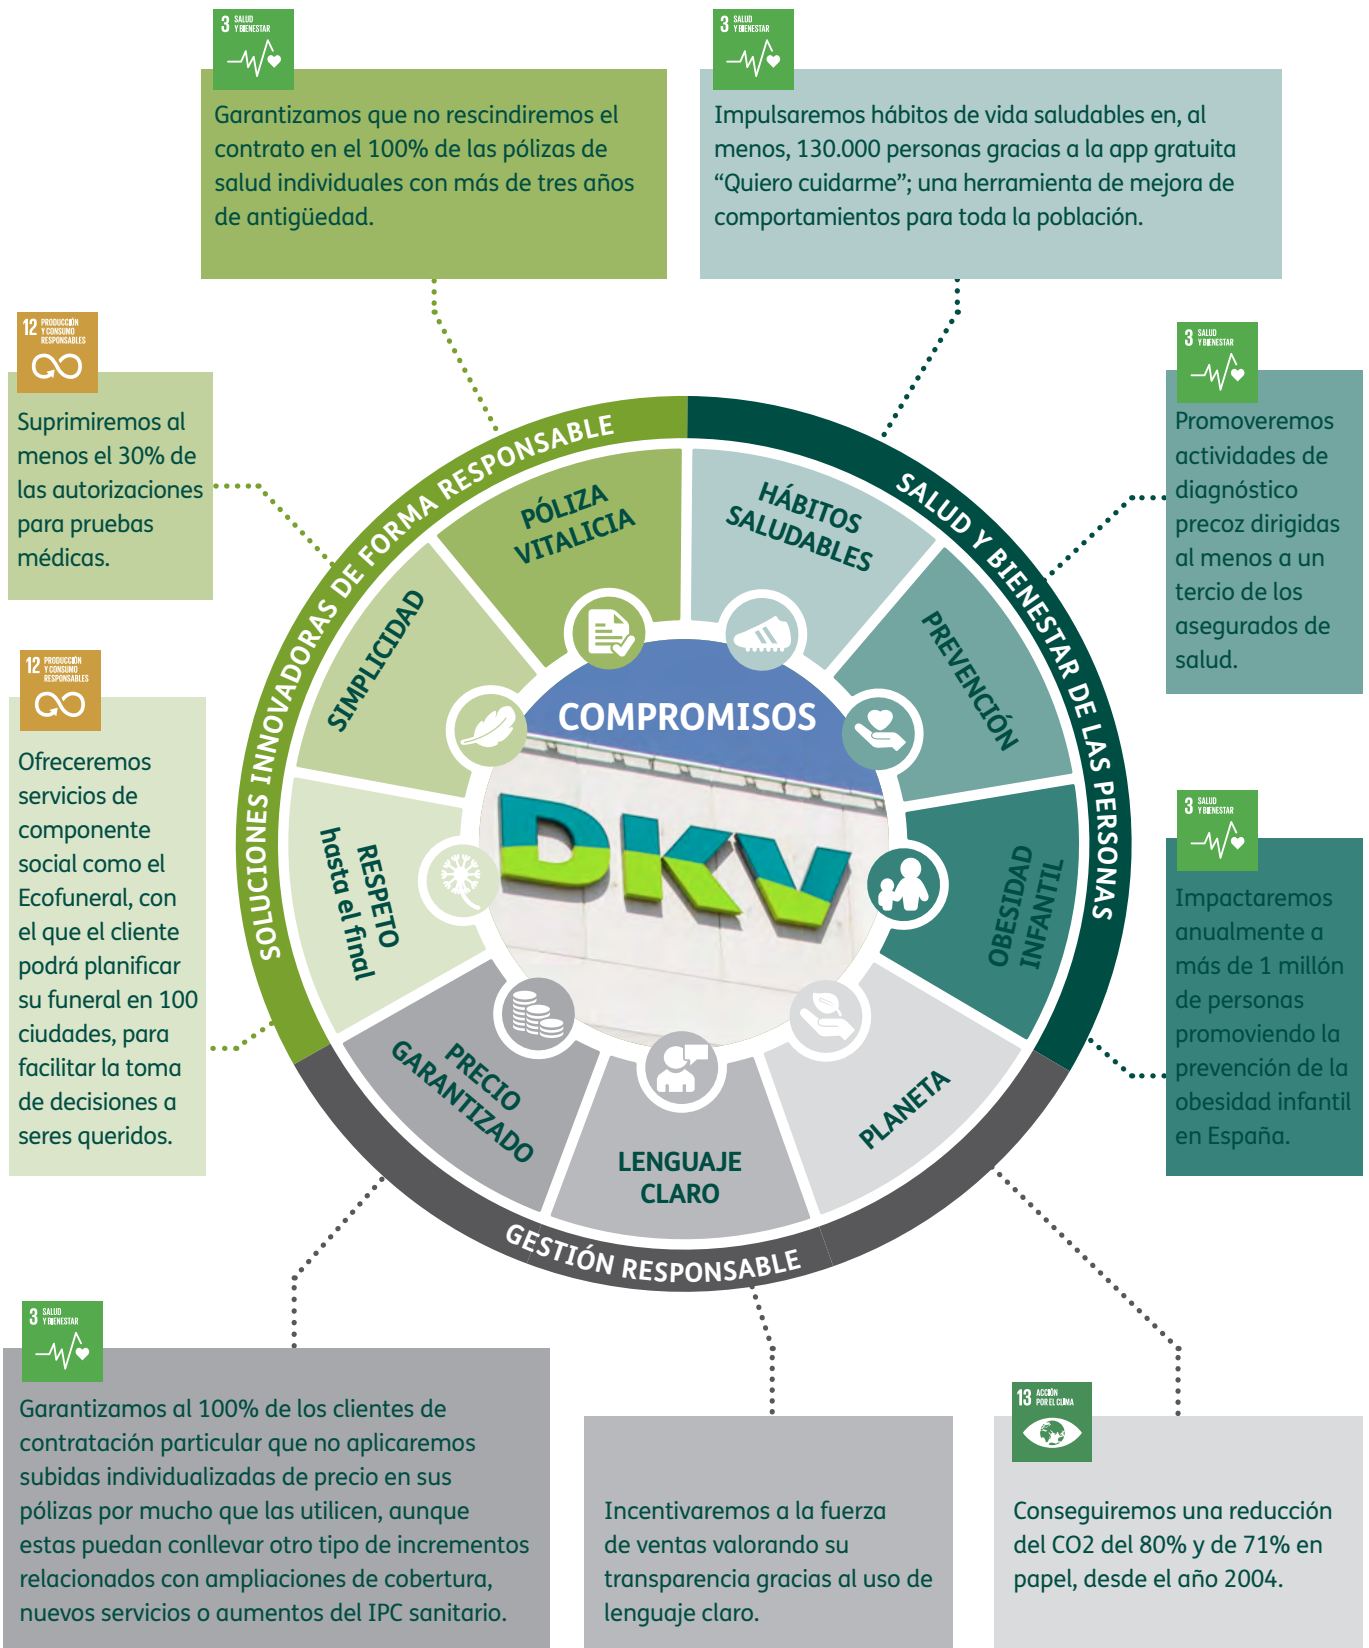 3 SALUD
Y BIENESTAR
Garantizamos que no rescindiremos el
contrato en el 100% de las pólizas de
salud individuales con más de tres años
de antigüedad.
3 SALUD
Y BIENESTAR
Impulsaremos hábitos de vida saludables en, al
menos, 130.000 personas gracias a la app gratuita
“Quiero cuidarme”; una herramienta de mejora de
comportamientos para toda la población.
12 PRODUCCIÓN
Y CONSUMO
RESPONSABLES
Suprimiremos al
menos el 30% de
las autorizaciones
para pruebas
médicas.
3 SALUD
Y BIENESTAR
Promoveremos
actividades de
diagnóstico
precoz dirigidas
al menos a un
tercio de los
asegurados de
salud.
12 PRODUCCIÓN
Y CONSUMO
RESPONSABLES
Ofreceremos
servicios de
componente
social como el
Ecofuneral, con
el que el cliente
podrá planificar
su funeral en 100
ciudades, para
facilitar la toma
de decisiones a
seres queridos.
3 SALUD
Y BIENESTAR
Impactaremos
anualmente a
más de 1 millón
de personas
promoviendo la
prevención de la
obesidad infantil
en España.
SOLUCIONES INNOVADORAS DE FORMA RESPONSABLE
SALUD Y BIENESTAR DE LAS PERSONAS
GESTIÓN RESPONSABLE
PÓLIZA
VITALICIA
HÁBITOS
SALUDABLES
SIMPLICIDAD
PREVENCIÓN
RESPETO
hasta el final
OBESIDAD
INFANTIL
PRECIO
GARANTIZADO
LENGUAJE
CLARO
PLANETA
COMPROMISOS
DKV
3 SALUD
Y BIENESTAR
Garantizamos al 100% de los clientes de
contratación particular que no aplicaremos
subidas individualizadas de precio en sus
pólizas por mucho que las utilicen, aunque
estas puedan conllevar otro tipo de incrementos
relacionados con ampliaciones de cobertura,
nuevos servicios o aumentos del IPC sanitario.
Incentivaremos a la fuerza
de ventas valorando su
transparencia gracias al uso de
lenguaje claro.
13 ACCIÓN
POR EL CLIMA
Conseguiremos una reducción
del CO2 del 80% y de 71% en
papel, desde el año 2004.